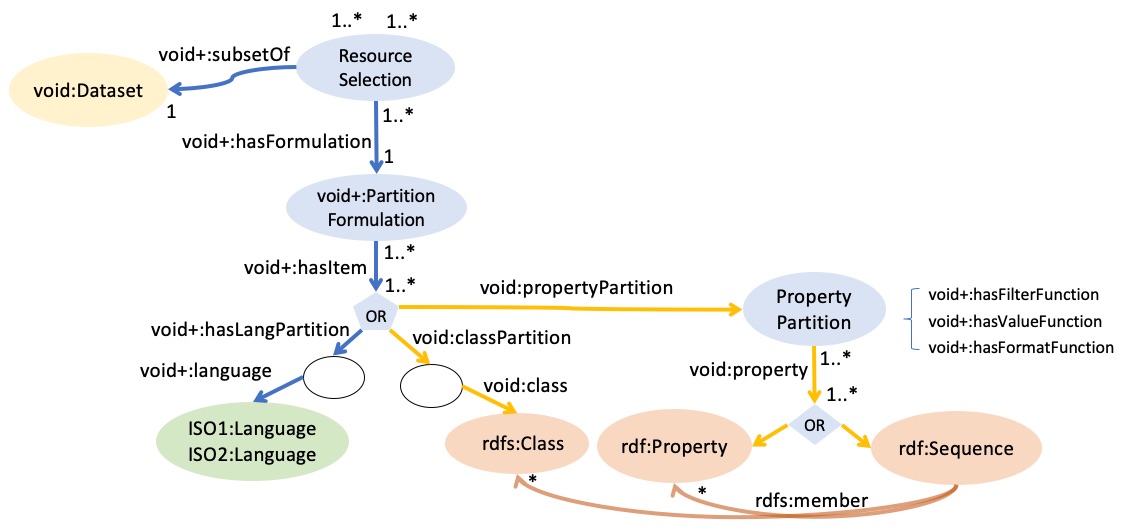 1..* 1..*
void+:subsetOf
Resource
Selection
void:Dataset
1
1..*
void+:hasFormulation
1
void+:Partition
Formulation
1..*
void+:hasItem
1..*
void:propertyPartition
Property
Partition
void+:hasFilterFunction
void+:hasValueFunction
void+:hasFormatFunction
OR
void+:hasLangPartition
void:classPartition
1..*
void+:language
void:property
void:class
1..*
ISO1:Language
ISO2:Language
rdfs:Class
rdf:Property
OR
rdf:Sequence
*
*
rdfs:member